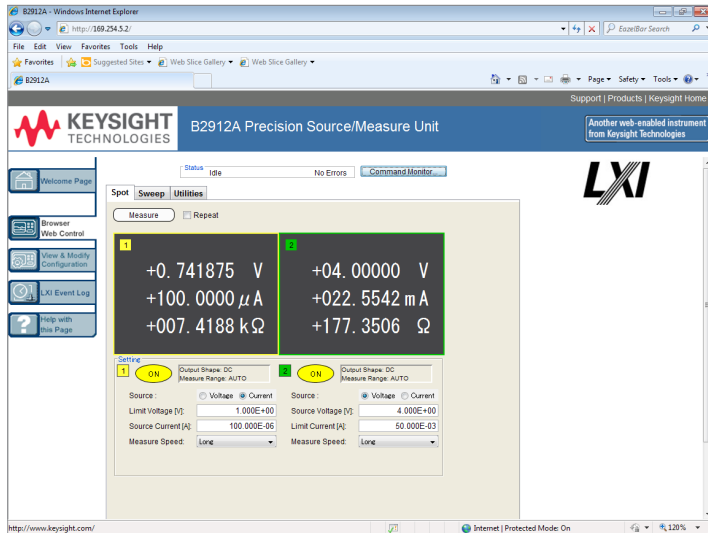 B2912A - Windows Internet Explorer
http://169.254.5.2/
EazelBar Search
File Edit View Favorites Tools Help
Favorites Suggested Sites Web Slice Gallery Web Slice Gallery
B2912A
Page Safety Tools
Support | Products | Keysight Home
KEYSIGHT
TECHNOLOGIES
B2912A Precision Source/Measure Unit
Another web-enabled instrument
from Keysight Technologies
Welcome Page
Status
Idle No Errors Command Monitor...
LXI
Spot Sweep Utilities
Measure Repeat
Browser
Web Control
View & Modify
Configuration
LXI Event Log
Help with
this Page
1
+0.741875 V
+100.0000 µA
+007.4188 kΩ
2
+04.00000 V
+022.5542 mA
+177.3506 Ω
Setting
1 ON Output Shape: DC
Measure Range: AUTO
Source : Voltage Current
Limit Voltage [V]: 1.000E+00
Source Current [A]: 100.000E-06
Measure Speed: Long
2 ON Output Shape: DC
Measure Range: AUTO
Source : Voltage Current
Source Voltage [V]: 4.000E+00
Limit Current [A]: 50.000E-03
Measure Speed: Long
http://www.keysight.com/
Internet | Protected Mode: On
120%